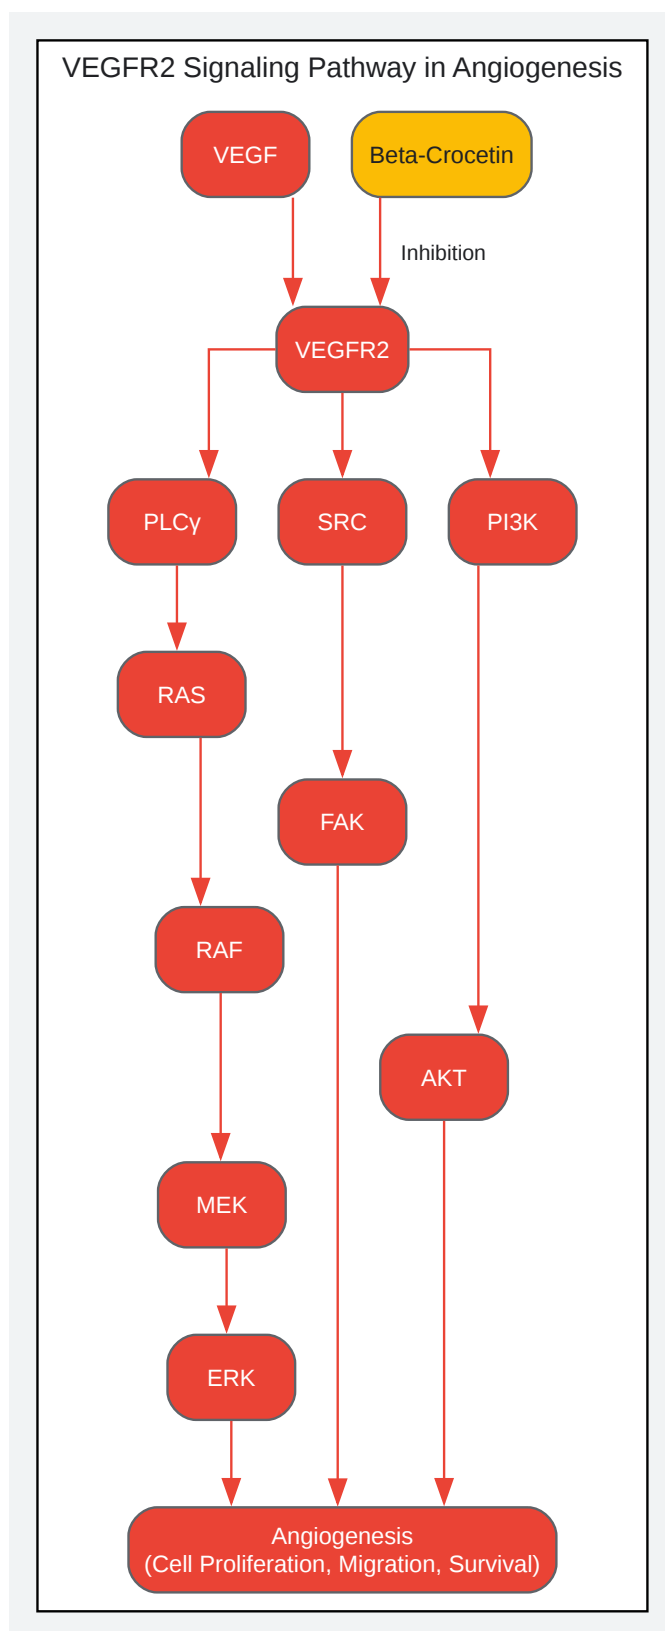 VEGFR2 Signaling Pathway in Angiogenesis
VEGF
Beta-Crocetin
Inhibition
VEGFR2
PLCγ
SRC
PI3K
RAS
FAK
RAF
AKT
MEK
ERK
Angiogenesis
(Cell Proliferation, Migration, Survival)